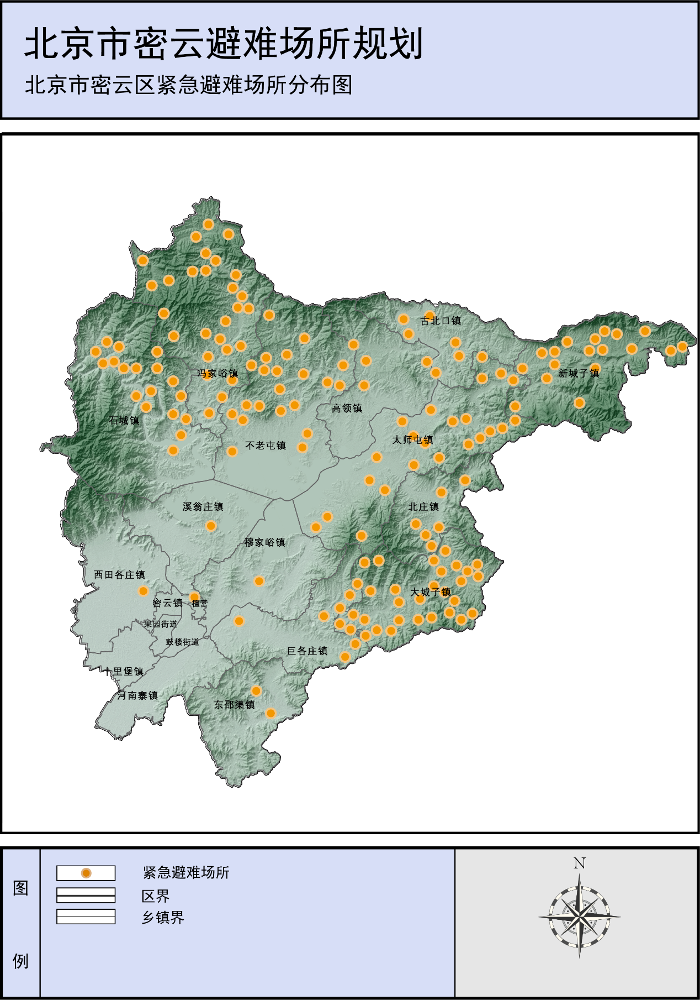 北京市密云避难场所规划
北京市密云区紧急避难场所分布图
古北口镇
冯家峪镇
新城子镇
高领镇
石城镇
太师屯镇
不老屯镇
溪翁庄镇
北庄镇
穆家峪镇
西田各庄镇
大城子镇
密云镇
檀营
果园街道
鼓楼街道
巨各庄镇
十里堡镇
河南寨镇
东邵渠镇
图
例
紧急避难场所
区界
乡镇界
N